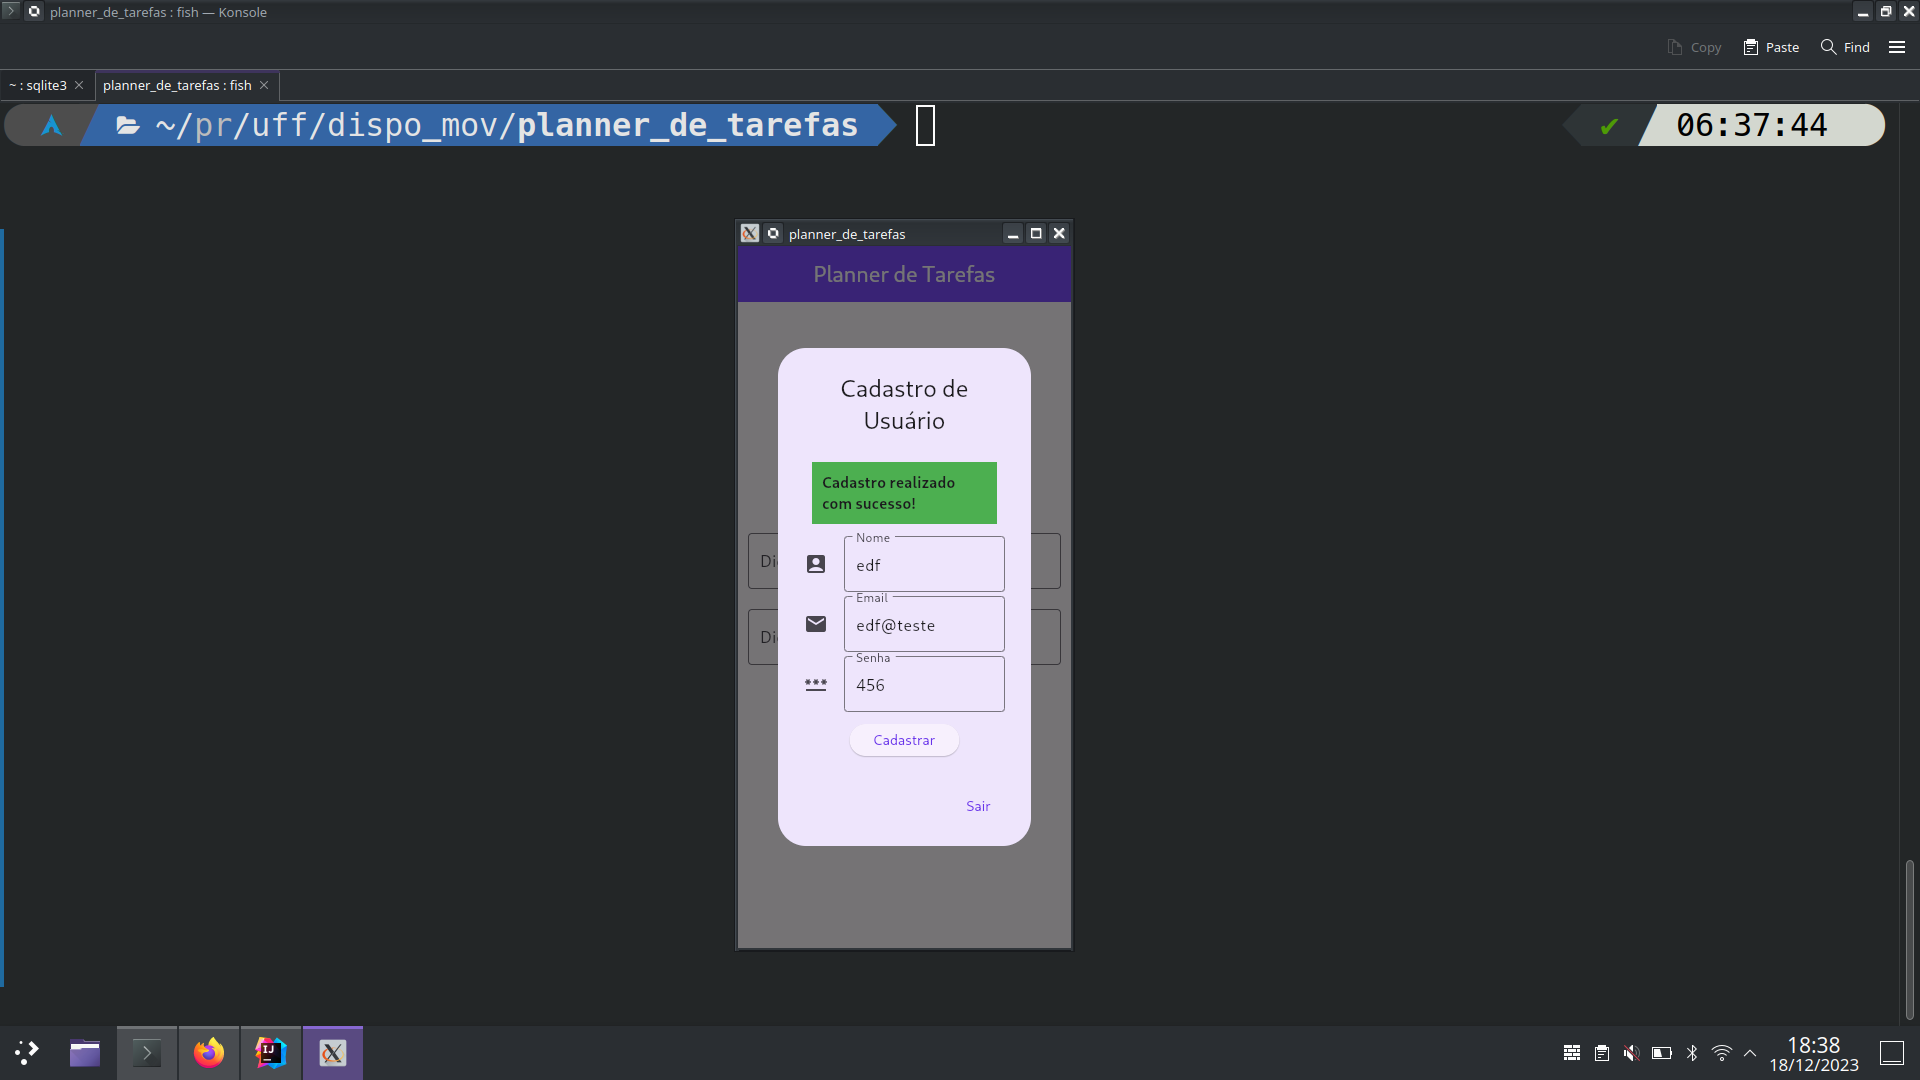 planner_de_tarefas : fish — Konsole
Copy
Paste
Find
~ : sqlite3
planner_de_tarefas : fish
~/pr/uff/dispo_mov/planner_de_tarefas
06:37:44
planner_de_tarefas
Planner de Tarefas
Cadastro de
Usuário
Cadastro realizado
com sucesso!
Nome
edf
Email
edf@teste
Senha
456
Cadastrar
Sair
18:38
18/12/2023